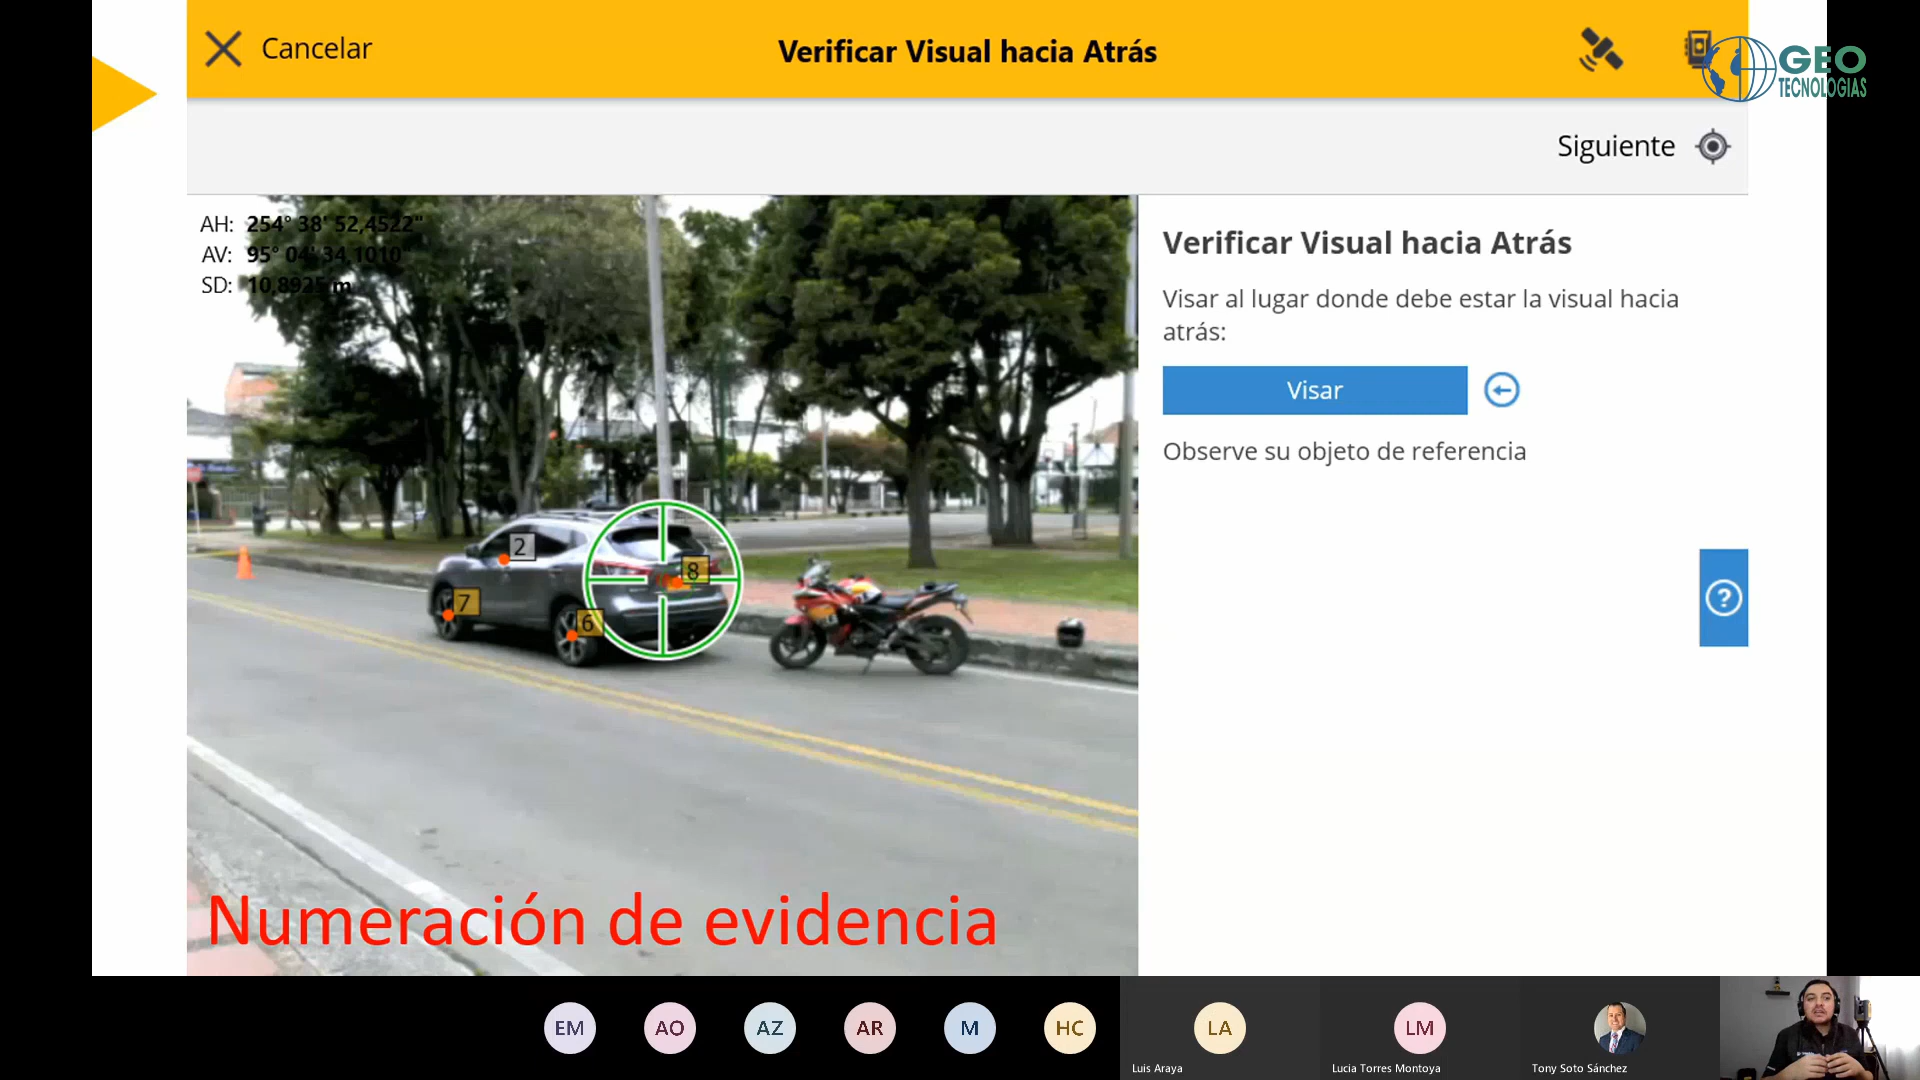 Cancelar
Verificar Visual hacia Atrás
GEO
TECNOLOGIAS
Siguiente
AH: 254° 38' 52,4522"
AV: 95° 04' 34,1010"
SD: 10,8925 m
Verificar Visual hacia Atrás
Visar al lugar donde debe estar la visual hacia
atrás:
Visar
Observe su objeto de referencia
2
8
7
6
?
Numeración de evidencia
EM
AO
AZ
AR
M
HC
LA
LM
Luis Araya
Lucia Torres Montoya
Tony Soto Sánchez